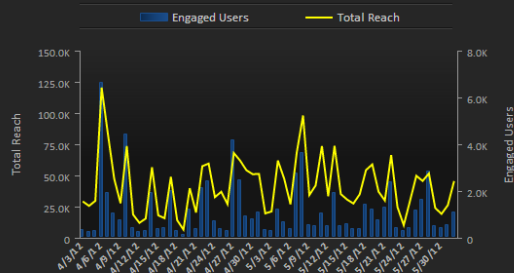 Engaged Users Total Reach
150.0K
125.0K
100.0K
75.0K
50.0K
25.0K
0
Total Reach
8.0K
6.0K
4.0K
2.0K
0
Engaged Users
4/3/12 4/6/12 4/9/12 4/12/12 4/15/12 4/18/12 4/21/12 4/24/12 4/27/12 4/30/12 5/3/12 5/6/12 5/9/12 5/12/12 5/15/12 5/18/12 5/21/12 5/24/12 5/27/12 5/30/12